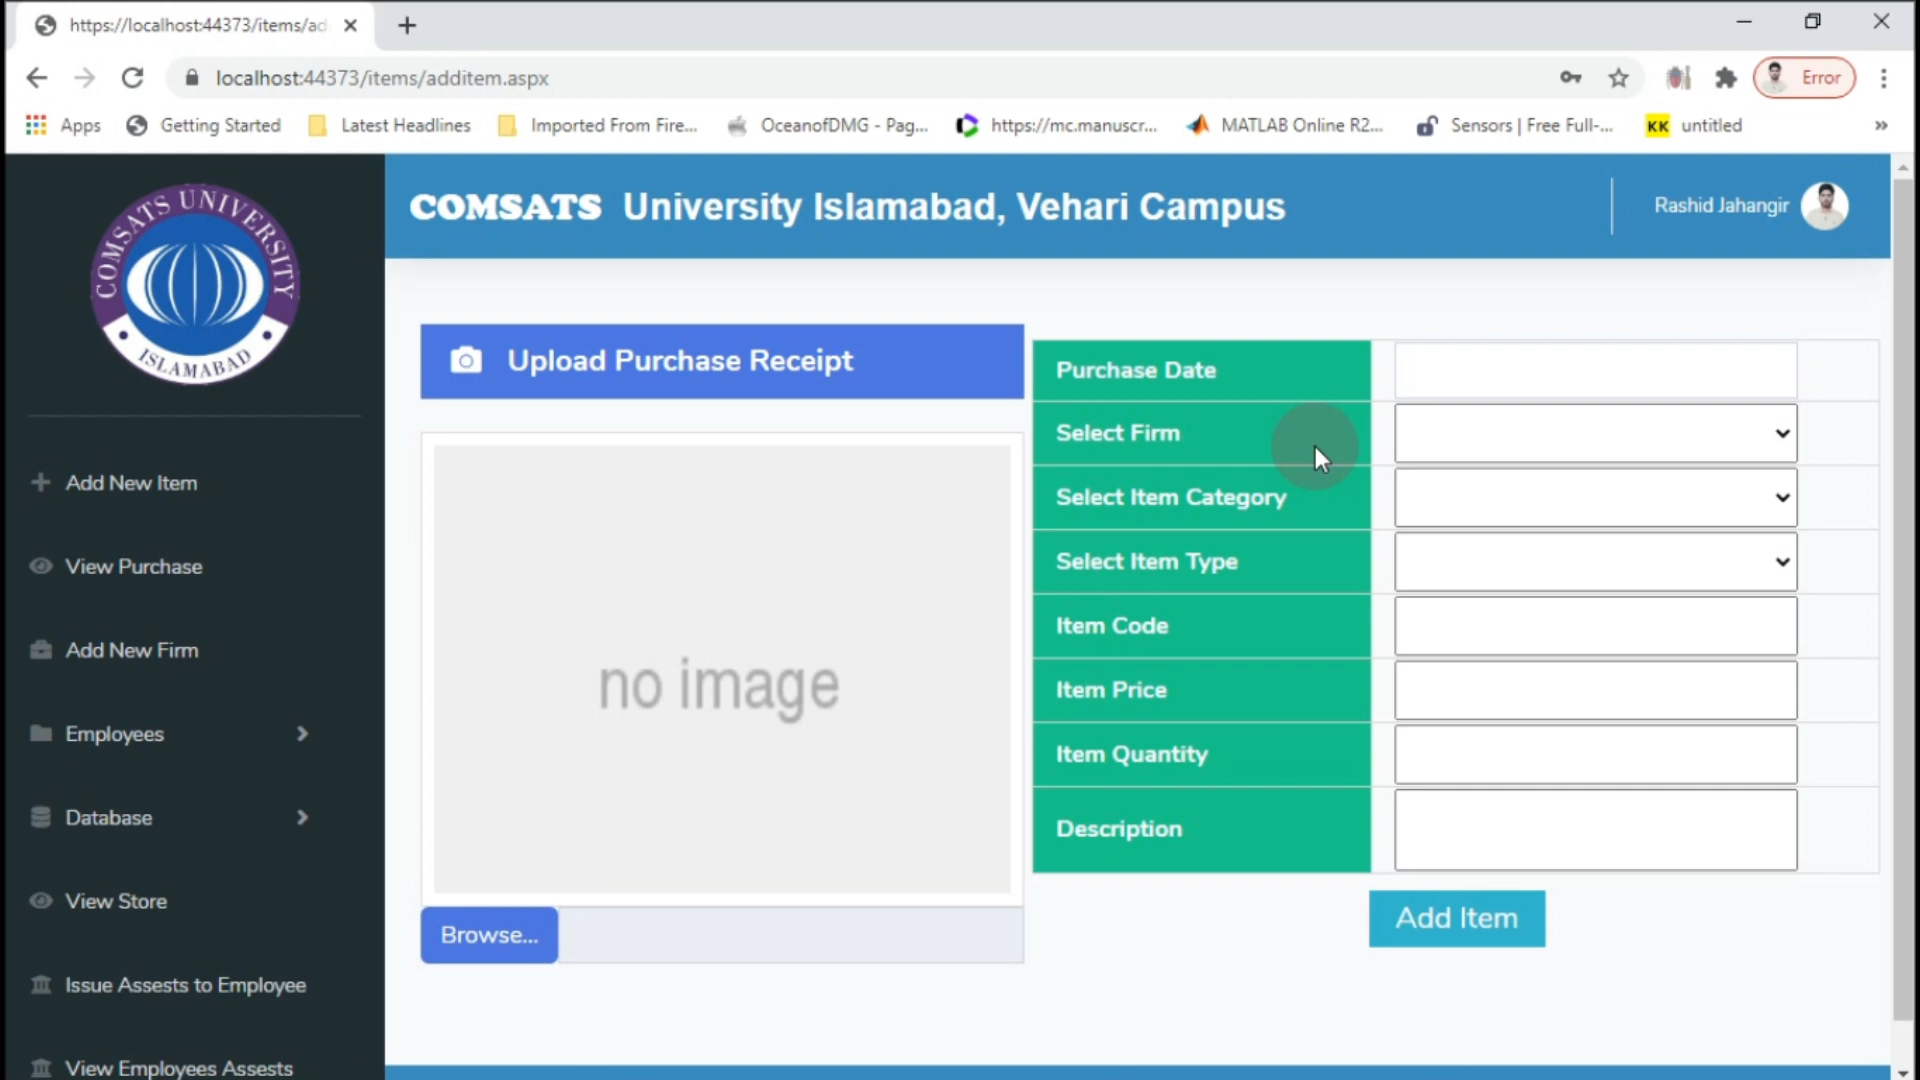 https://localhost:44373/items/ad
localhost:44373/items/additem.aspx
Error
Apps
Getting Started
Latest Headlines
Imported From Fire...
OceanofDMG - Pag...
https://mc.manuscr...
MATLAB Online R2...
Sensors | Free Full-...
KK untitled
»
COMSATS UNIVERSITY
ISLAMABAD
COMSATS University Islamabad, Vehari Campus
Rashid Jahangir
Add New Item
View Purchase
Add New Firm
Employees
Database
View Store
Issue Assests to Employee
View Employees Assests
Upload Purchase Receipt
no image
Browse...
Purchase Date
Select Firm
Select Item Category
Select Item Type
Item Code
Item Price
Item Quantity
Description
Add Item